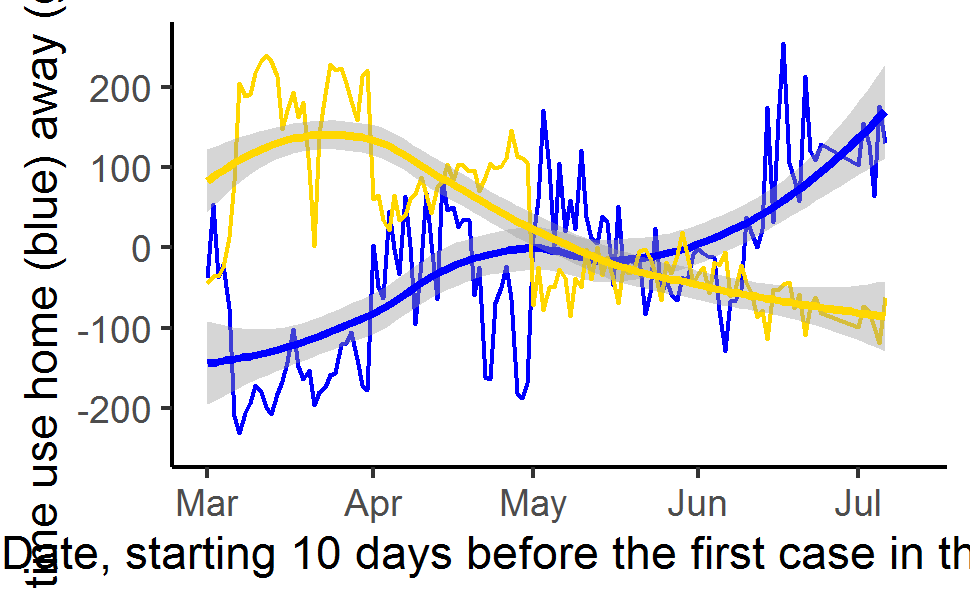 time use home (blue) away (
200
100
0
-100
-200
Mar Apr May Jun Jul
Date, starting 10 days before the first case in th